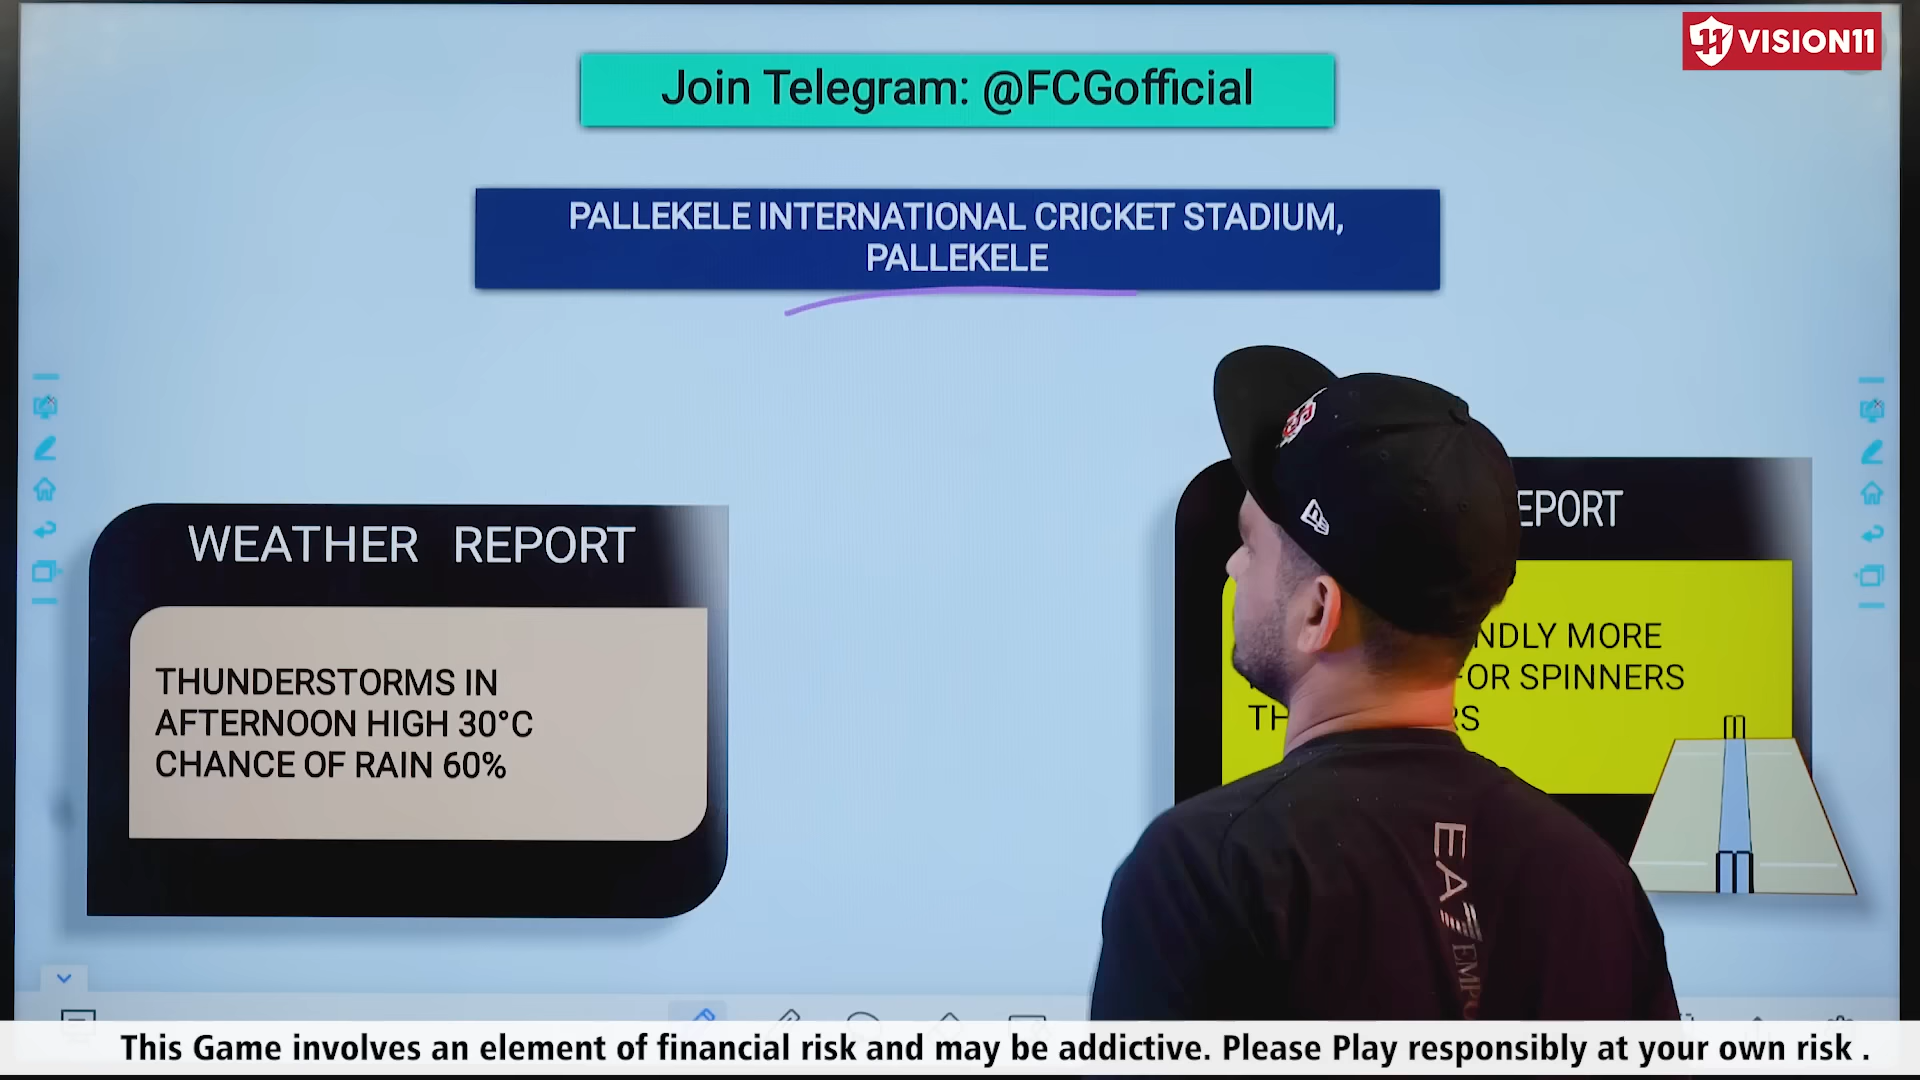 VISION11
Join Telegram: @FCGofficial
PALLEKELE INTERNATIONAL CRICKET STADIUM,
PALLEKELE
WEATHER REPORT
THUNDERSTORMS IN
AFTERNOON HIGH 30°C
CHANCE OF RAIN 60%
EPORT
NDLY MORE
FOR SPINNERS
TH RS
EA7 EMPO
This Game involves an element of financial risk and may be addictive. Please Play responsibly at your own risk .